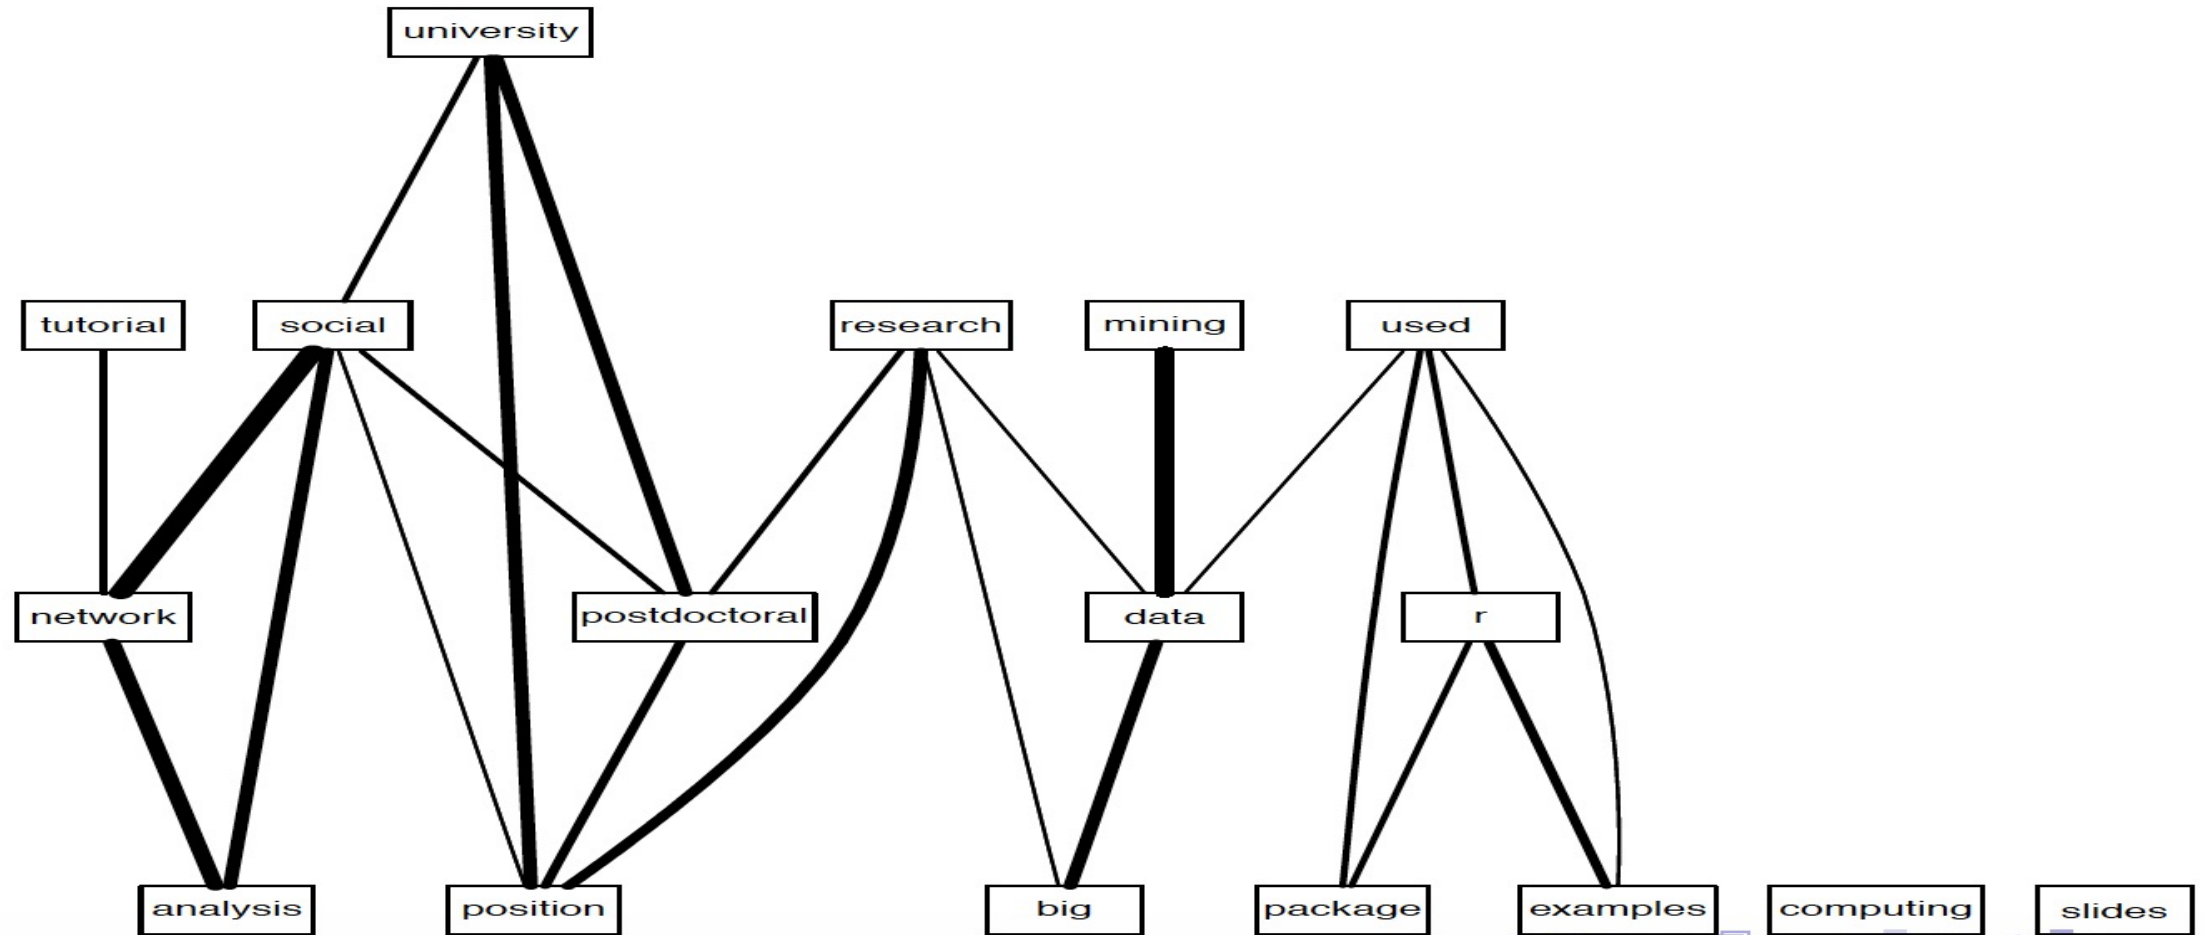 university
tutorial
social
research
mining
used
network
postdoctoral
data
r
analysis
position
big
package
examples
computing
slides